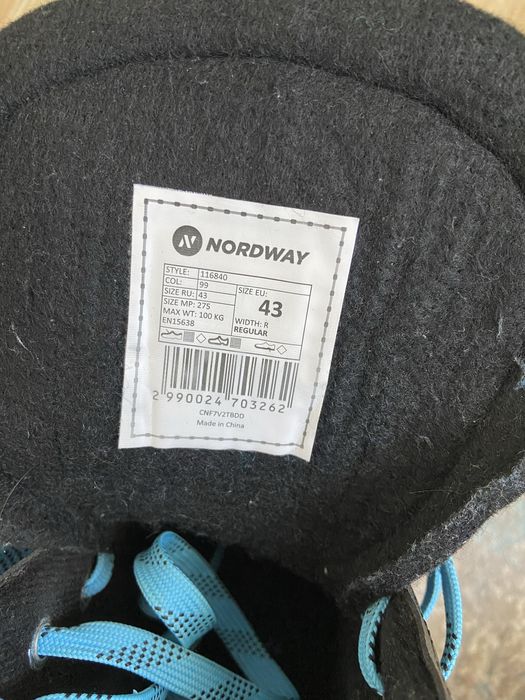 N NORDWAY
STYLE: 116840
COL: 99
SIZE RU: 43
SIZE MP: 275
MAX WT: 100 KG
EN15638
SIZE EU:
43
WIDTH: R
REGULAR
2 990024 703262
CNF7V2TBDD
Made in China